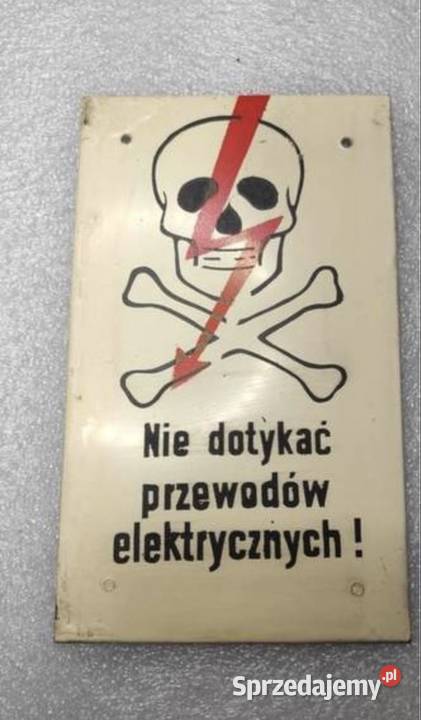 Nie dotykać
przewodów
elektrycznych!
Sprzedajemy.pl